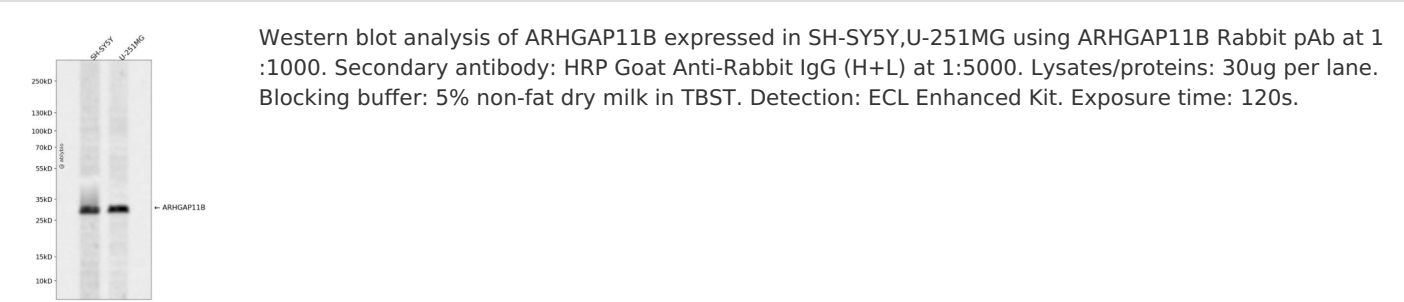 SH-SY5Y
U-251MG
250kD
130kD
100kD
70kD
55kD
35kD
25kD
15kD
10kD
← ARHGAP11B
Western blot analysis of ARHGAP11B expressed in SH-SY5Y,U-251MG using ARHGAP11B Rabbit pAb at 1
:1000. Secondary antibody: HRP Goat Anti-Rabbit IgG (H+L) at 1:5000. Lysates/proteins: 30ug per lane.
Blocking buffer: 5% non-fat dry milk in TBST. Detection: ECL Enhanced Kit. Exposure time: 120s.